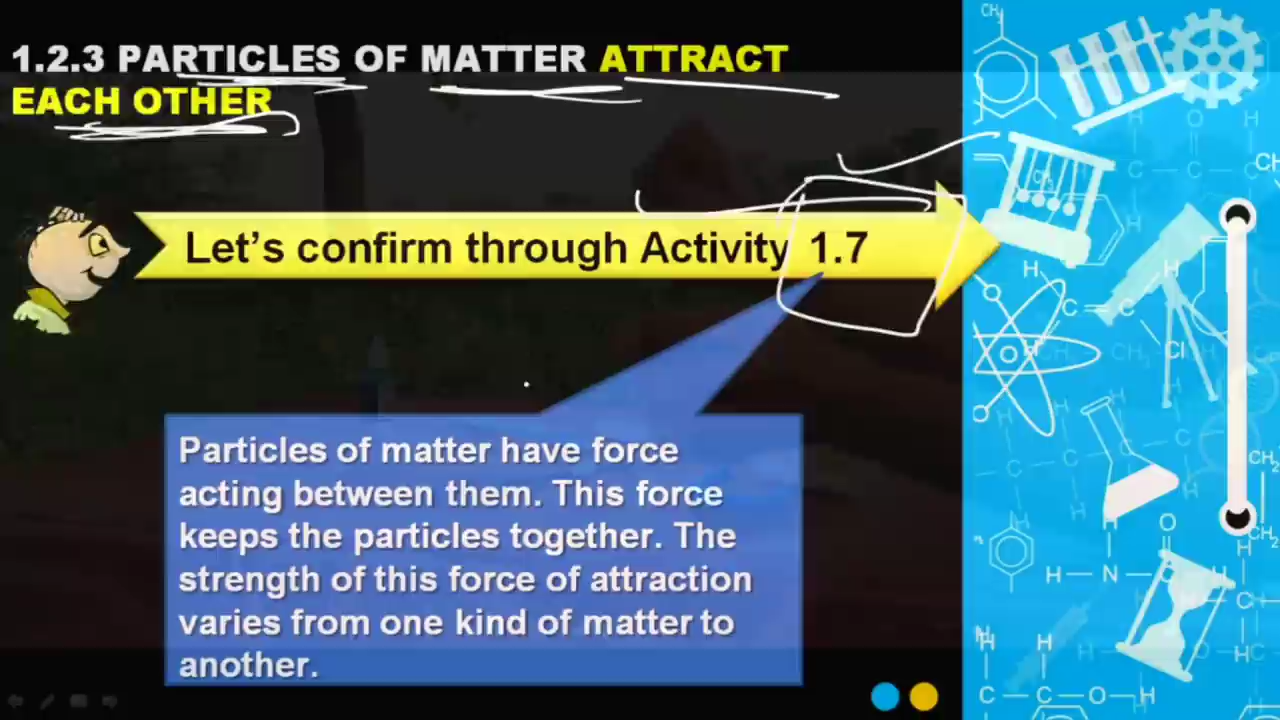 1.2.3 PARTICLES OF MATTER ATTRACT
EACH OTHER
Let's confirm through Activity 1.7
Particles of matter have force
acting between them. This force
keeps the particles together. The
strength of this force of attraction
varies from one kind of matter to
another.